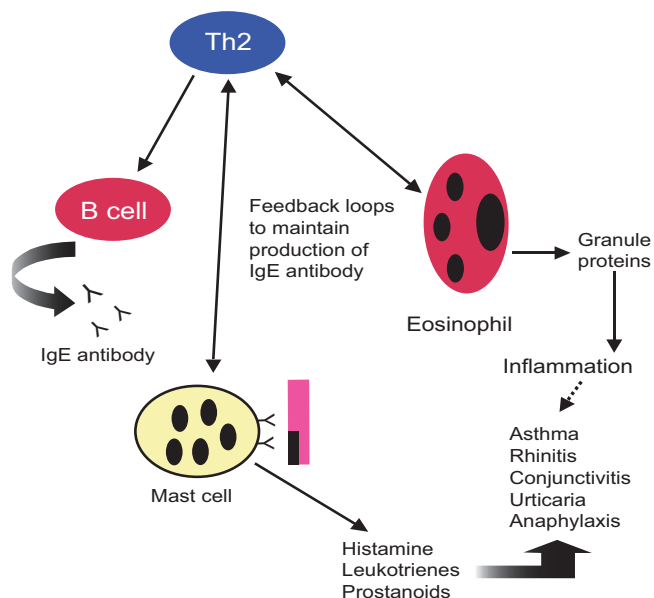 Th2
B cell
Feedback loops
to maintain
production of
IgE antibody
Granule
proteins
Eosinophil
IgE antibody
Inflammation
Asthma
Rhinitis
Conjunctivitis
Urticaria
Anaphylaxis
Mast cell
Histamine
Leukotrienes
Prostanoids